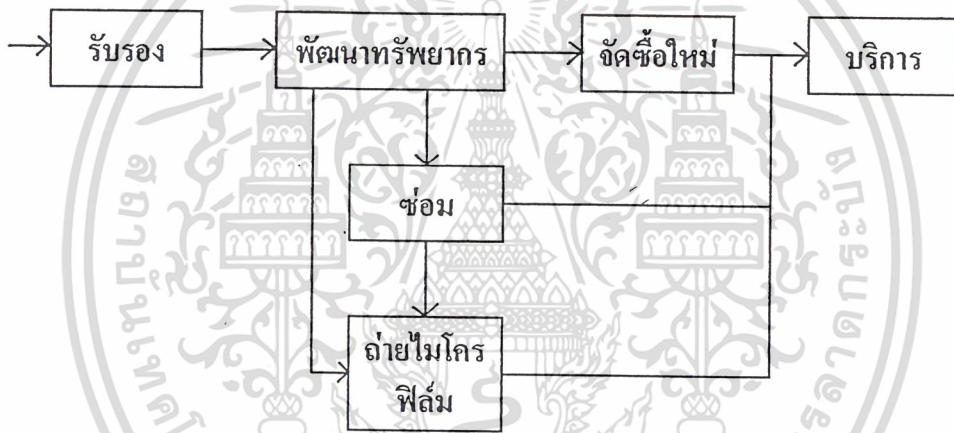 รับรอง
พัฒนาทรัพยากร
จัดซื้อใหม่
บริการ
ซ่อม
ถ่ายไมโคร
ฟิล์ม